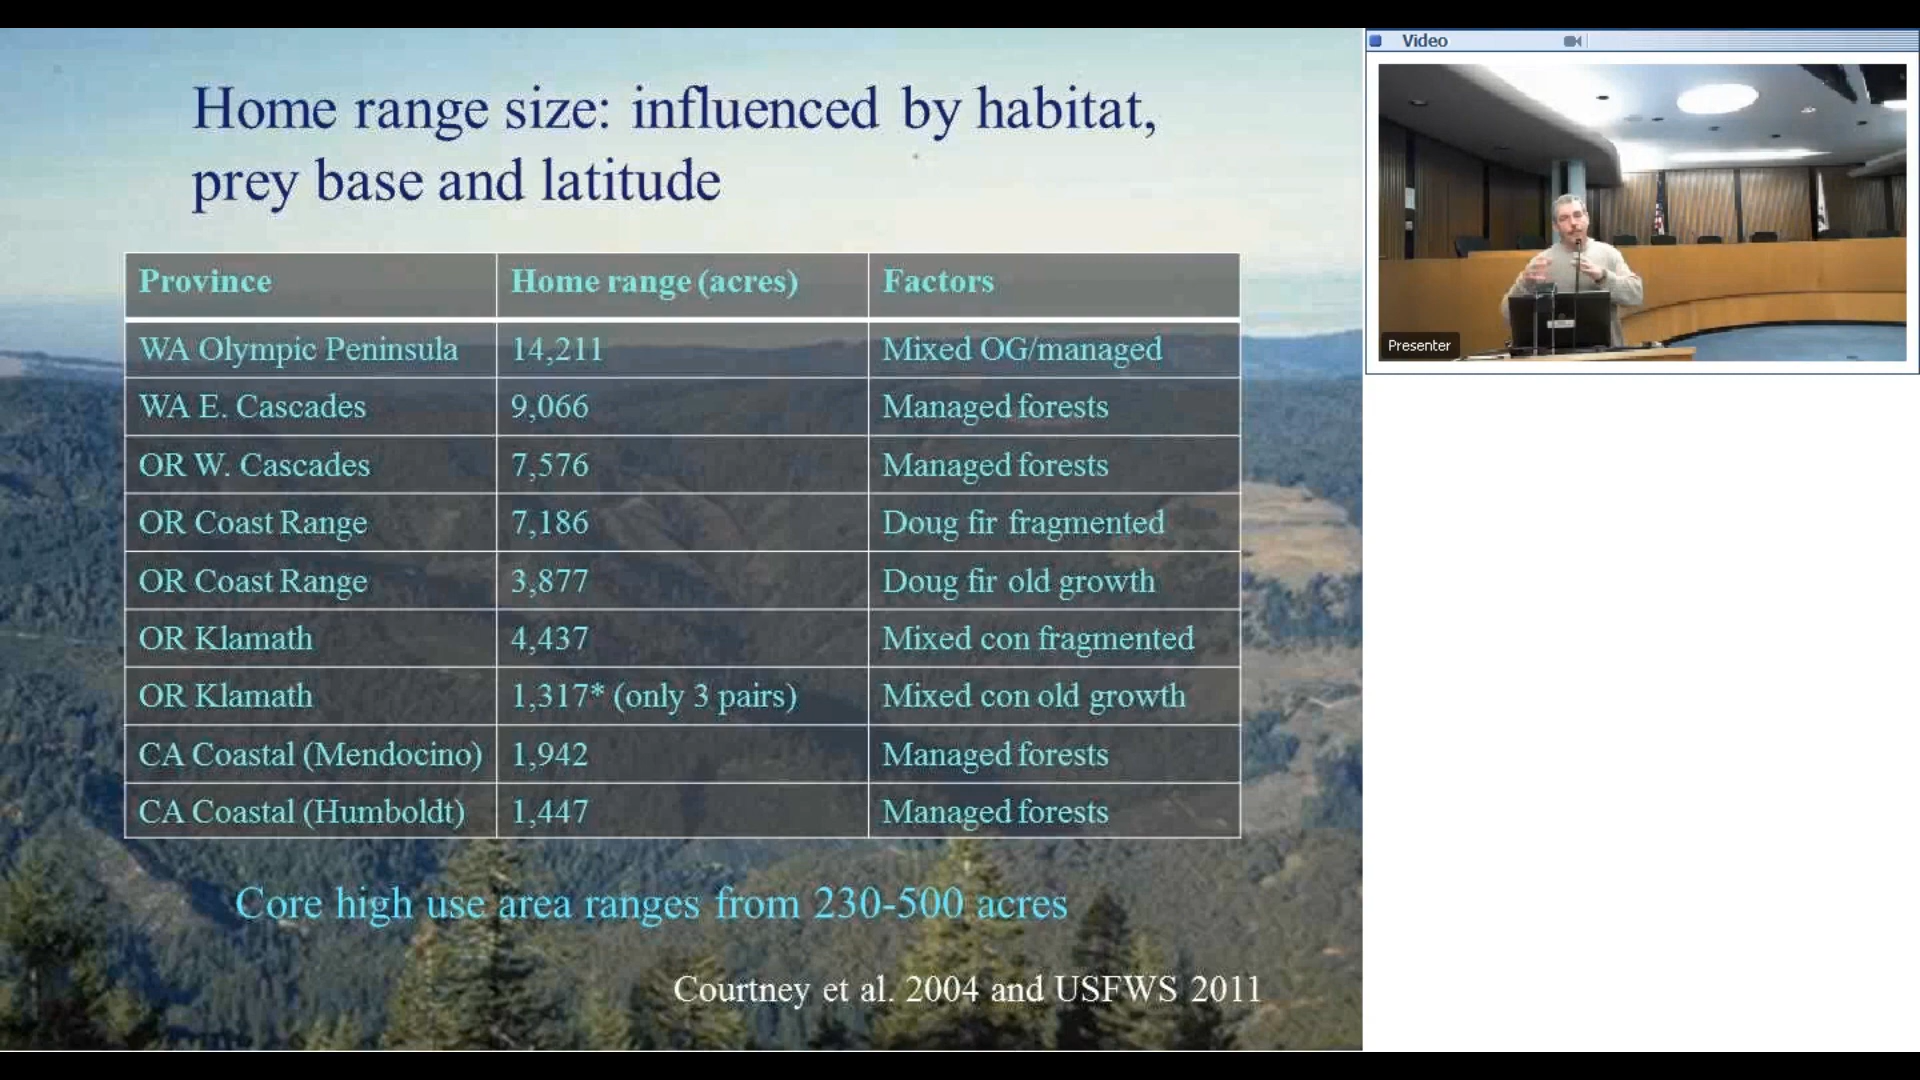 Home range size: influenced by habitat,
prey base and latitude
Province Home range (acres) Factors
WA Olympic Peninsula 14,211 Mixed OG/managed
WA E. Cascades 9,066 Managed forests
OR W. Cascades 7,576 Managed forests
OR Coast Range 7,186 Doug fir fragmented
OR Coast Range 3,877 Doug fir old growth
OR Klamath 4,437 Mixed con fragmented
OR Klamath 1,317* (only 3 pairs) Mixed con old growth
CA Coastal (Mendocino) 1,942 Managed forests
CA Coastal (Humboldt) 1,447 Managed forests
Core high use area ranges from 230-500 acres
Courtney et al. 2004 and USFWS 2011
Video
Presenter